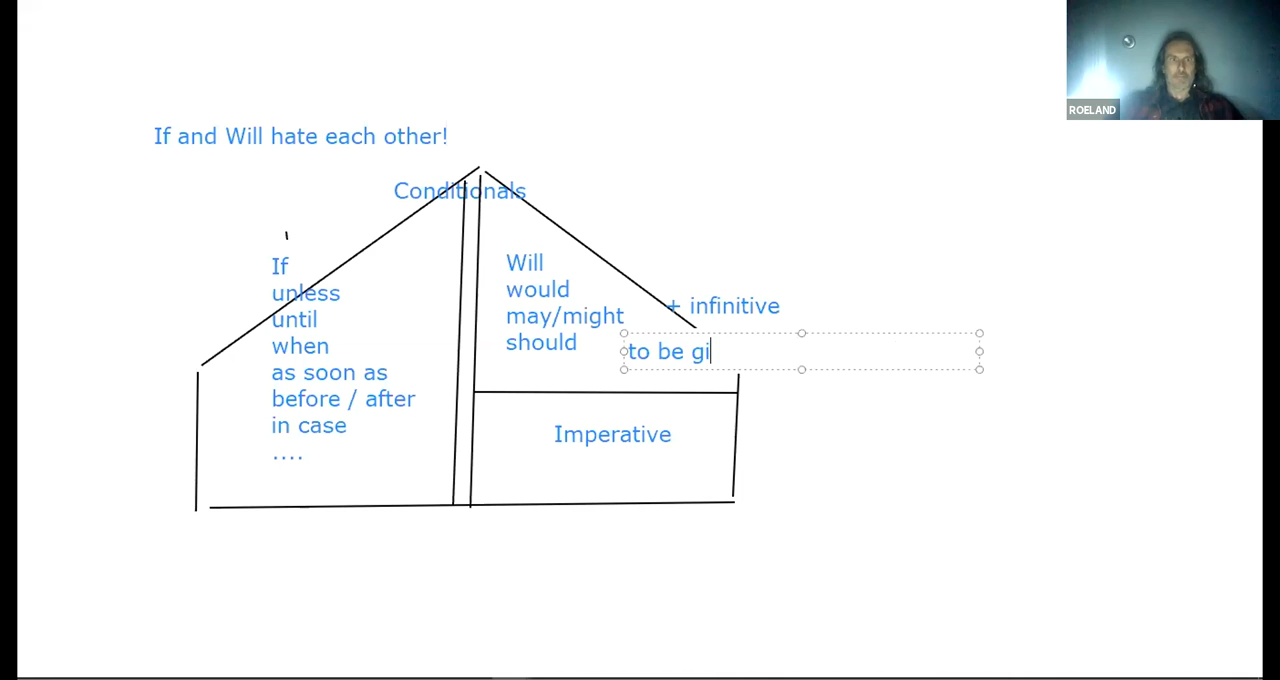 ROELAND
If and Will hate each other!
Conditionals
If
unless
until
when
as soon as
before / after
in case
....
Will
would
may/might
should
+ infinitive
to be gi
Imperative